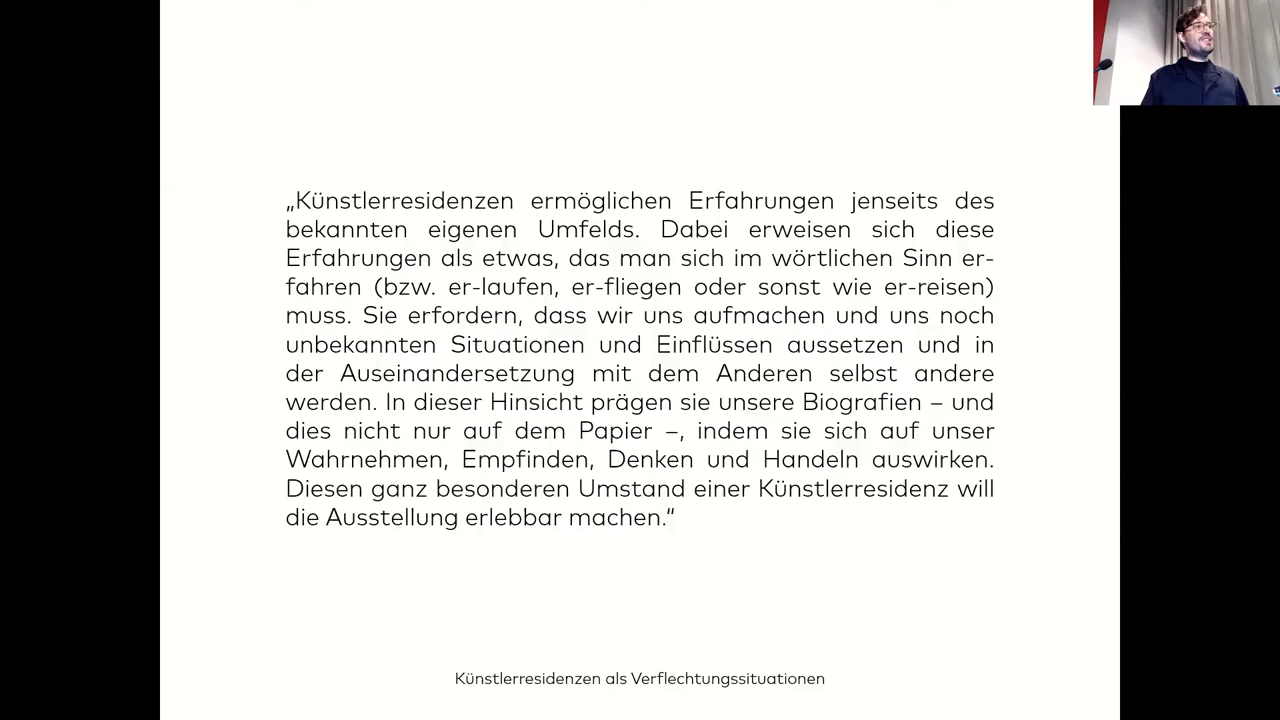 „Künstlerresidenzen ermöglichen Erfahrungen jenseits des
bekannten eigenen Umfelds. Dabei erweisen sich diese
Erfahrungen als etwas, das man sich im wörtlichen Sinn er-
fahren (bzw. er-laufen, er-fliegen oder sonst wie er-reisen)
muss. Sie erfordern, dass wir uns aufmachen und uns noch
unbekannten Situationen und Einflüssen aussetzen und in
der Auseinandersetzung mit dem Anderen selbst andere
werden. In dieser Hinsicht prägen sie unsere Biografien – und
dies nicht nur auf dem Papier –, indem sie sich auf unser
Wahrnehmen, Empfinden, Denken und Handeln auswirken.
Diesen ganz besonderen Umstand einer Künstlerresidenz will
die Ausstellung erlebbar machen.“
Künstlerresidenzen als Verflechtungssituationen